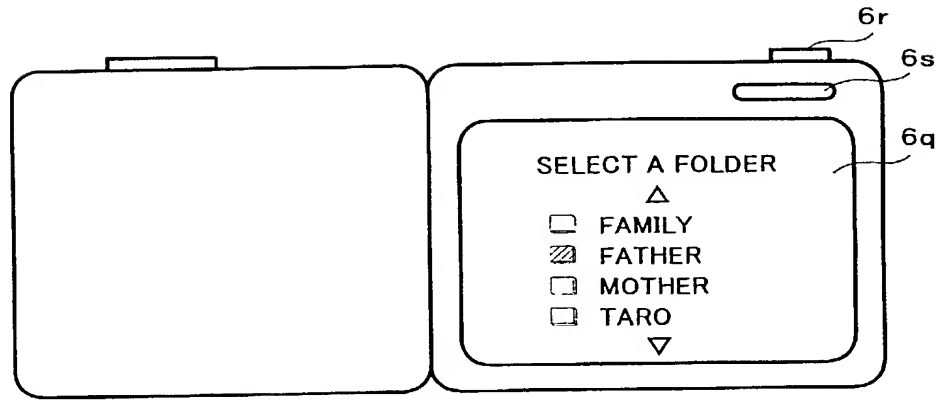 6r
6s
6q
SELECT A FOLDER
FAMILY
FATHER
MOTHER
TARO